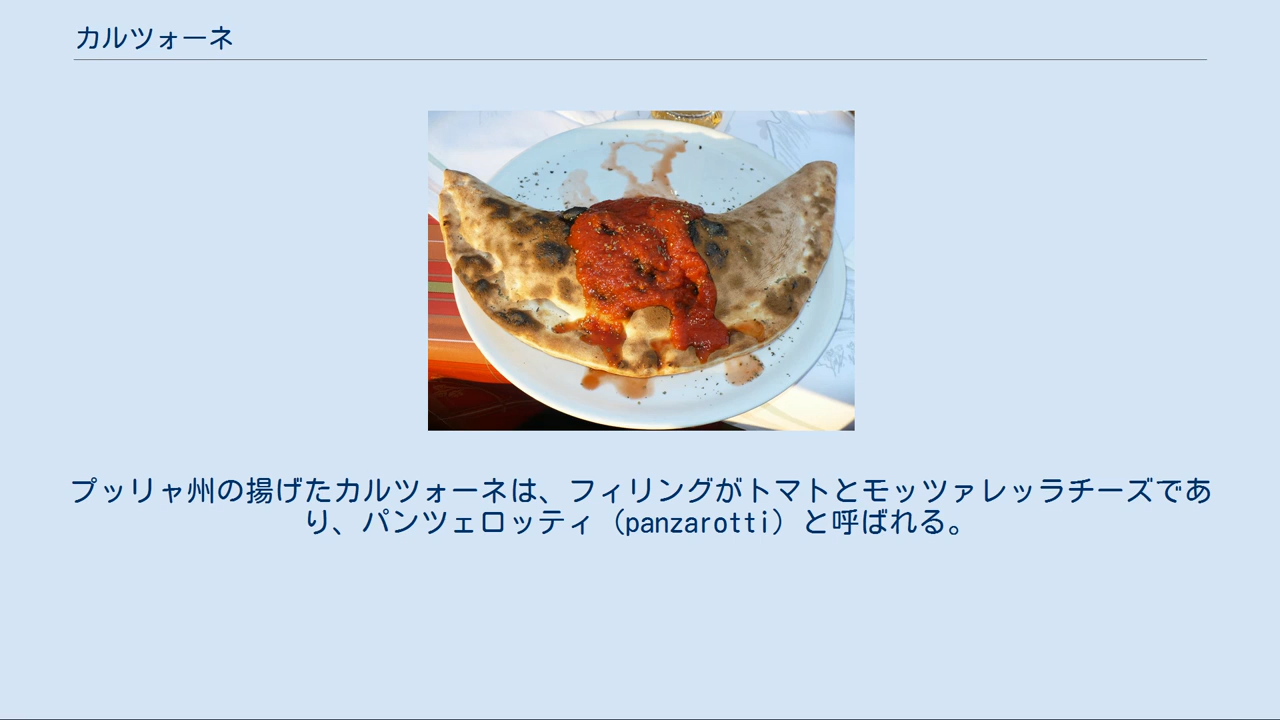 カルツォーネ
プッリャ州の揚げたカルツォーネは、フィリングがトマトとモッツァレッラチーズであ
り、パンツェロッティ（panzarotti）と呼ばれる。